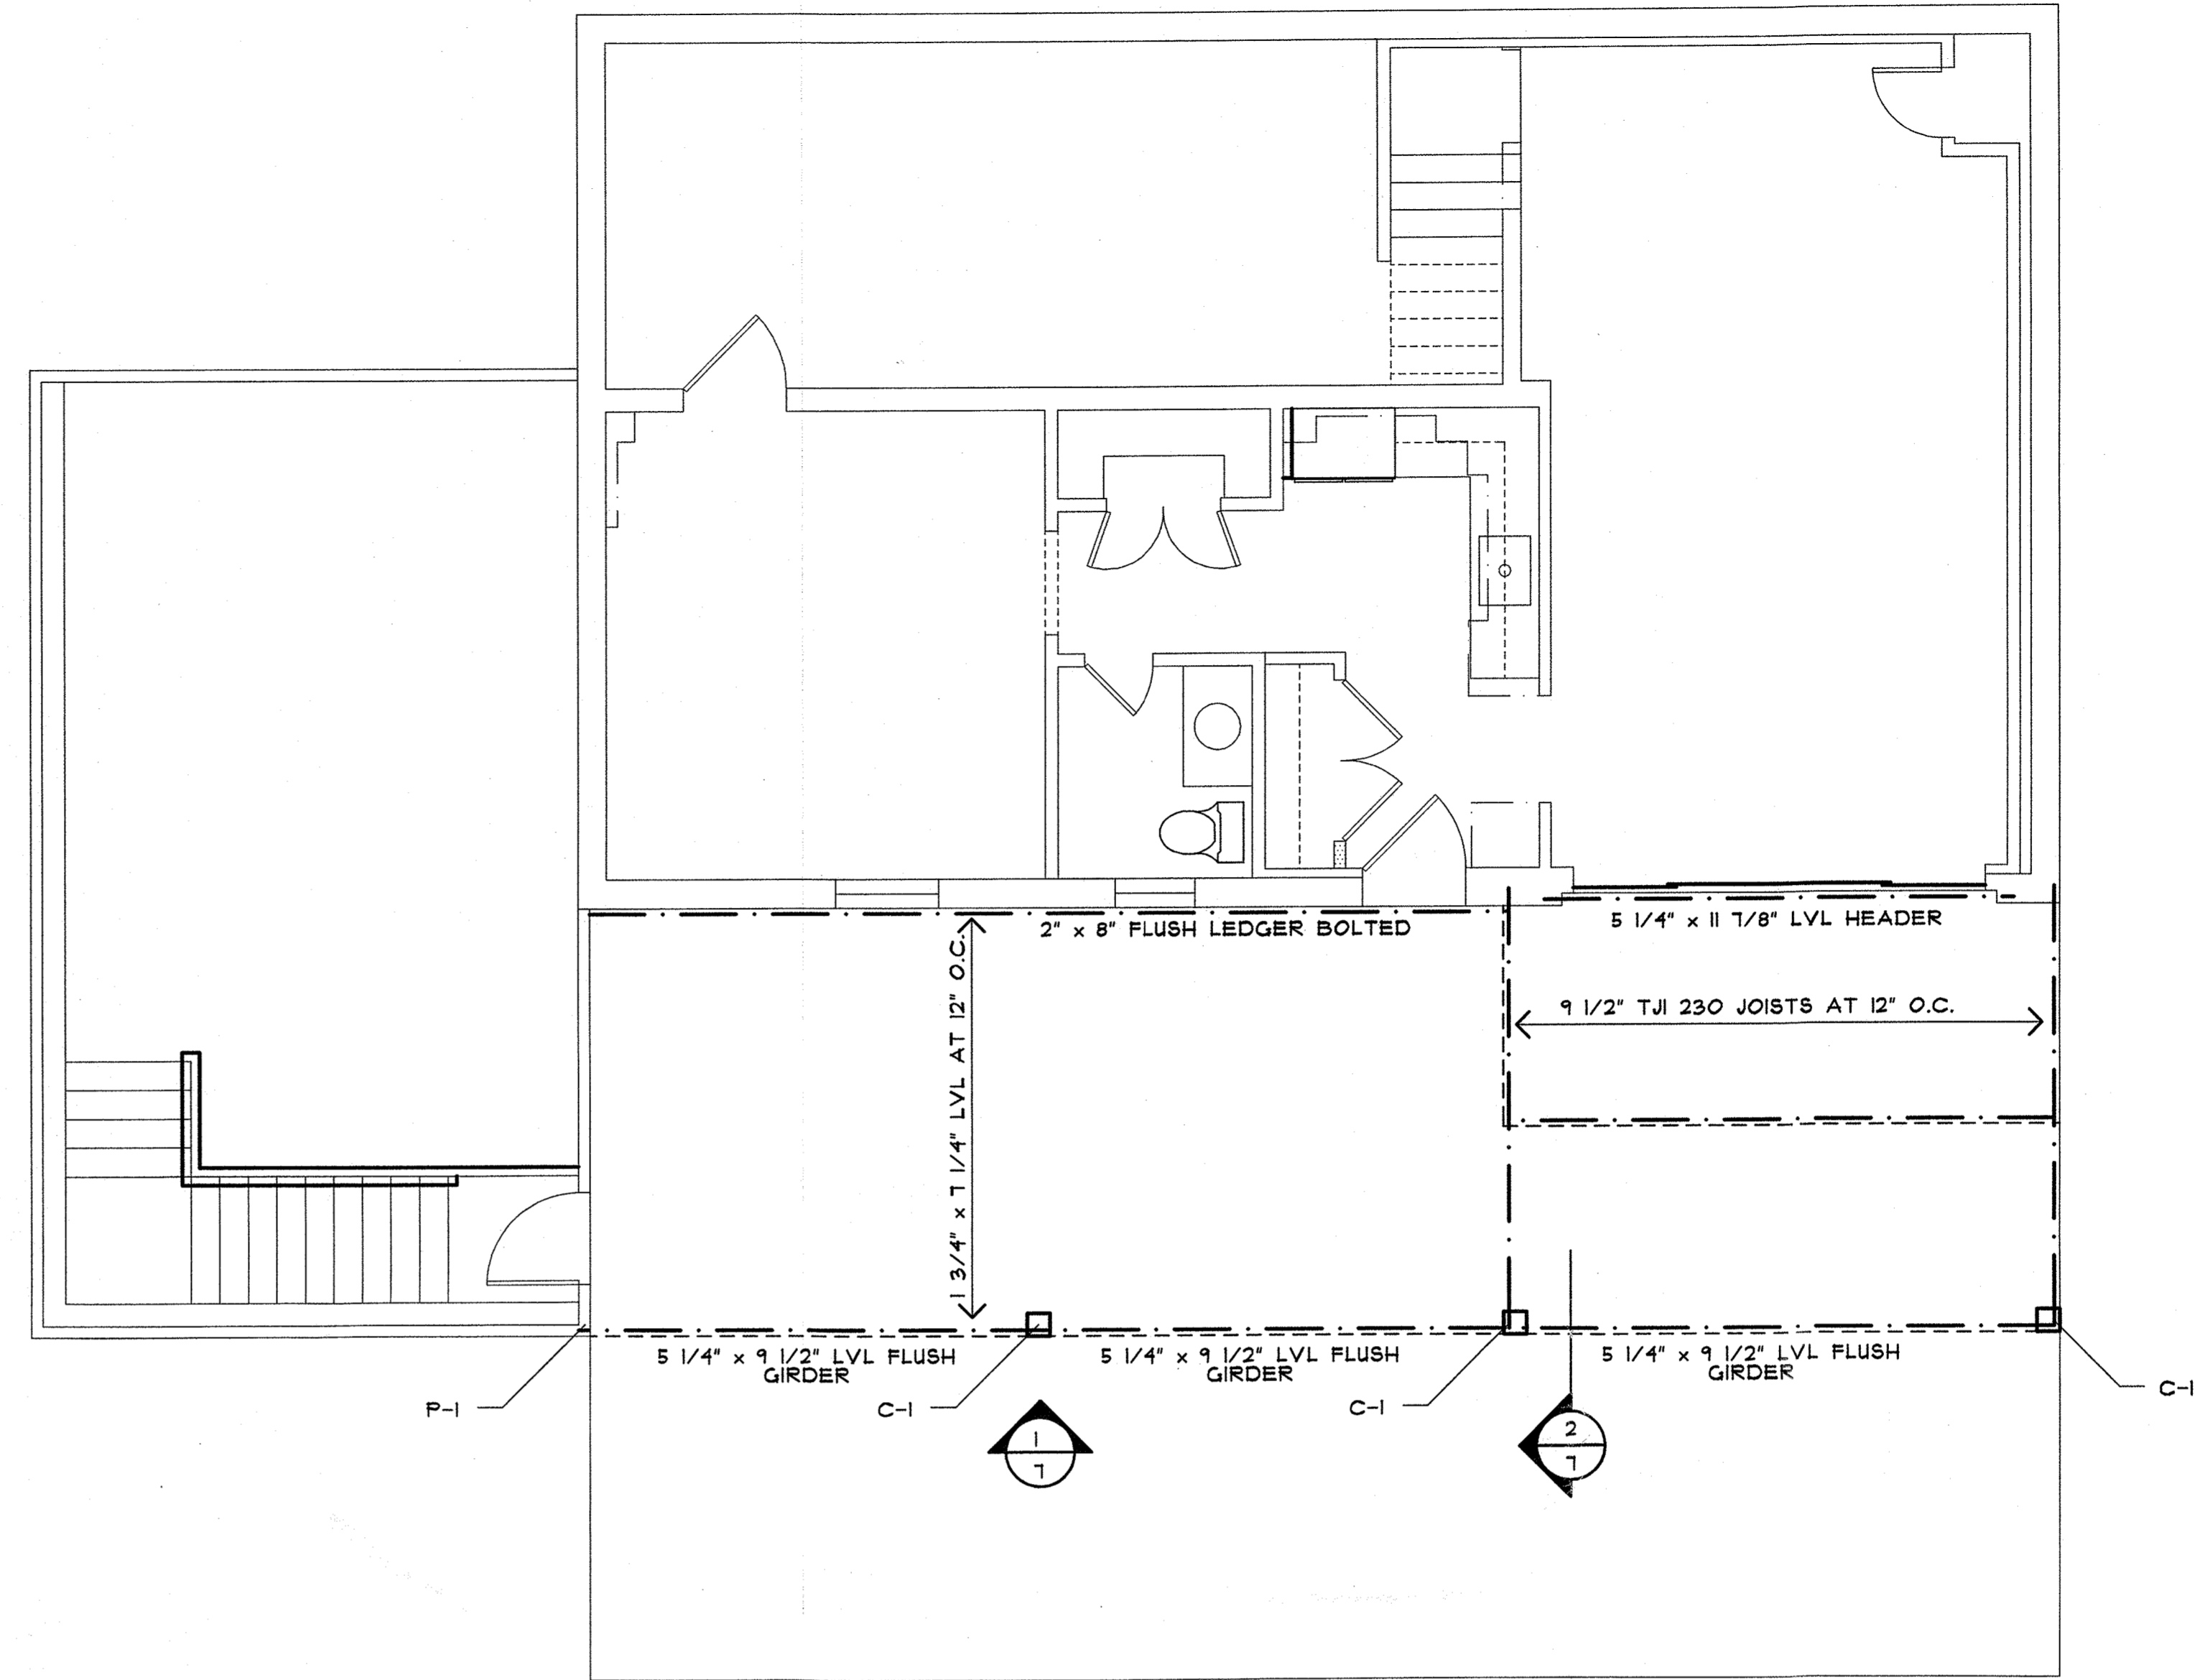 2" x 8" FLUSH LEDGER BOLTED
5 1/4" x 11 7/8" LVL HEADER
1 3/4" x 7 1/4" LVL AT 12" O.C.
9 1/2" TJI 230 JOISTS AT 12" O.C.
5 1/4" x 9 1/2" LVL FLUSH
GIRDER
5 1/4" x 9 1/2" LVL FLUSH
GIRDER
5 1/4" x 9 1/2" LVL FLUSH
GIRDER
P-1
C-1
C-1
C-1
1
7
2
7